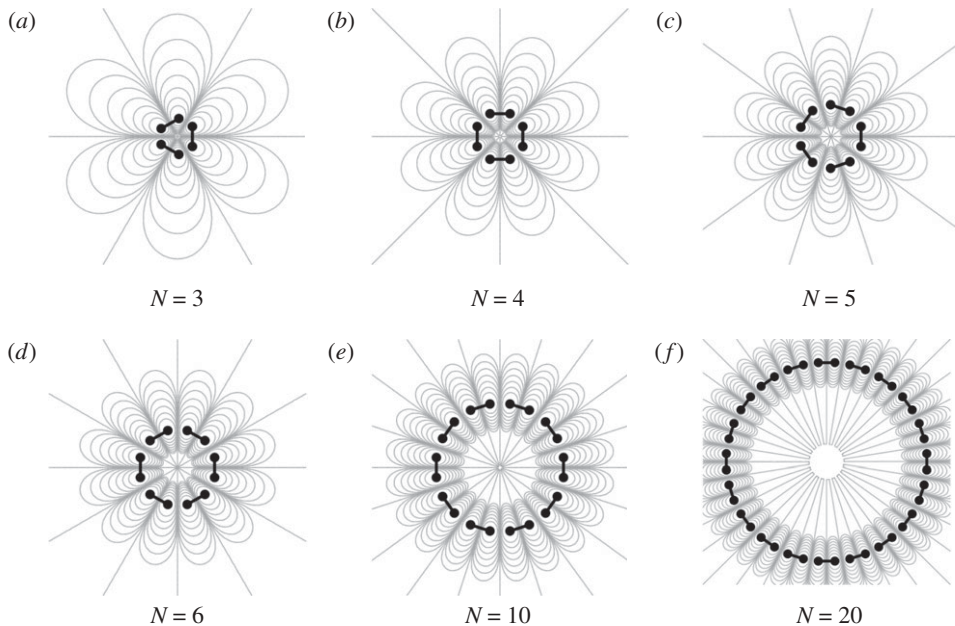 (a) (b) (c)
N = 3 N = 4 N = 5
(d) (e) (f)
N = 6 N = 10 N = 20